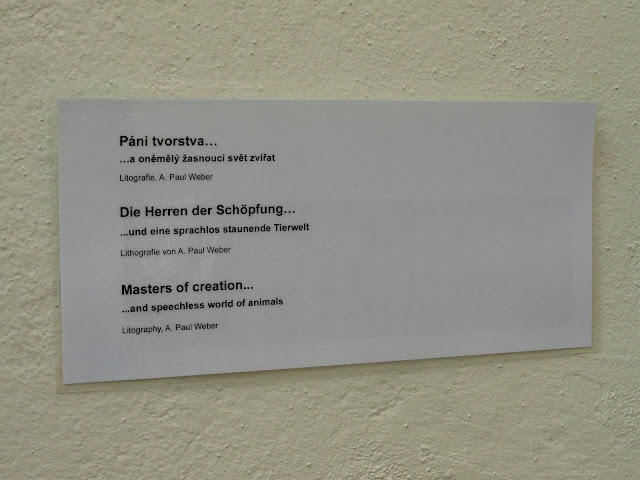 Páni tvorstva…
…a oněmělý žasnoucí svět zvířat
Litografie, A. Paul Weber
Die Herren der Schöpfung…
...und eine sprachlos staunende Tierwelt
Lithografie von A. Paul Weber
Masters of creation...
...and speechless world of animals
Litography, A. Paul Weber